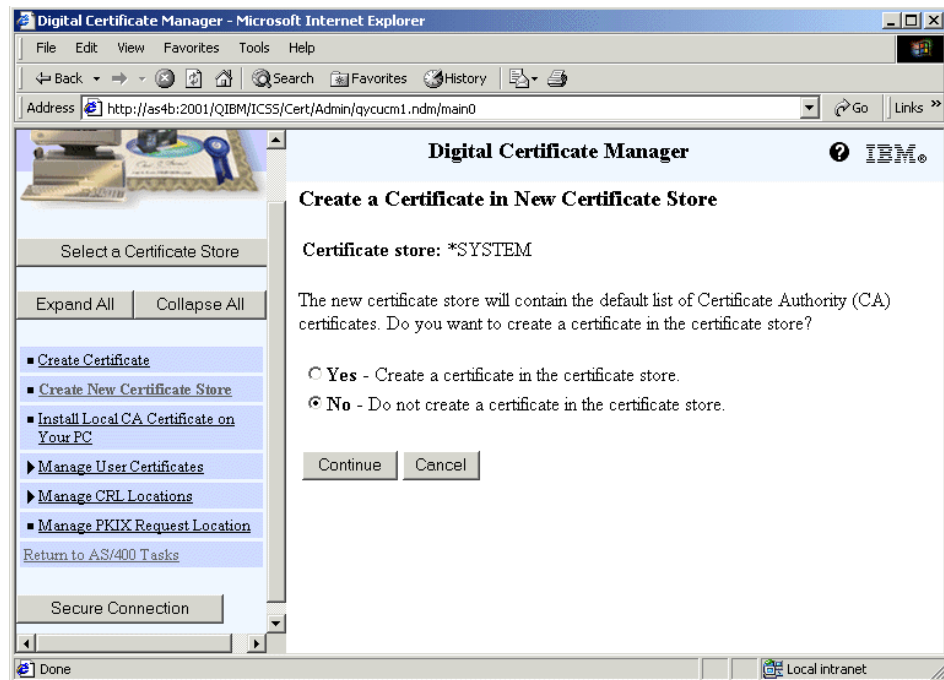 Digital Certificate Manager - Microsoft Internet Explorer
File Edit View Favorites Tools Help
Back Search Favorites History
Address http://as4b:2001/QIBM/ICSS/Cert/Admin/qycucm1.ndm/main0 Go Links »
Select a Certificate Store
Expand All Collapse All
Create Certificate
Create New Certificate Store
Install Local CA Certificate on
Your PC
Manage User Certificates
Manage CRL Locations
Manage PKIX Request Location
Return to AS/400 Tasks
Secure Connection
Digital Certificate Manager ? IBM®
Create a Certificate in New Certificate Store
Certificate store: *SYSTEM
The new certificate store will contain the default list of Certificate Authority (CA)
certificates. Do you want to create a certificate in the certificate store?
Yes - Create a certificate in the certificate store.
No - Do not create a certificate in the certificate store.
Continue Cancel
Done Local intranet